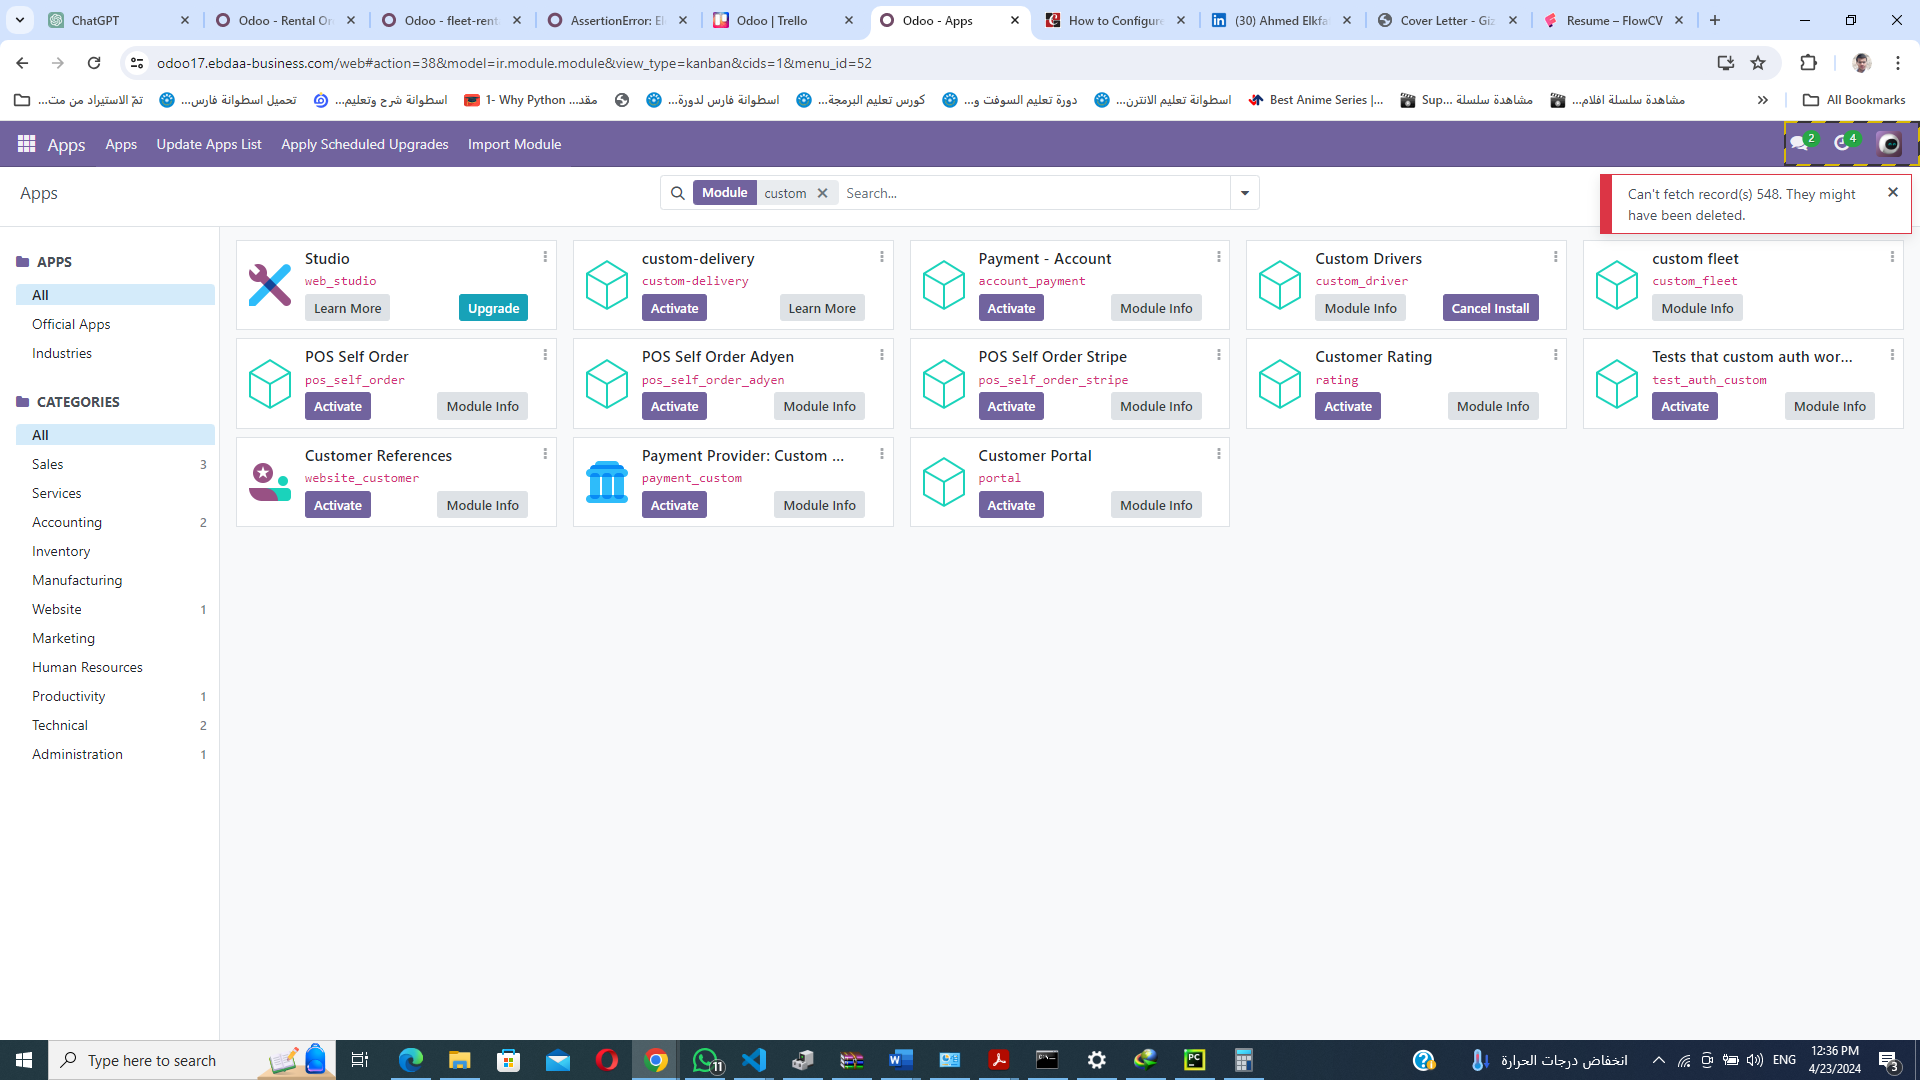 ChatGPT
Odoo - Rental Or
Odoo - fleet-rent
AssertionError: El
Odoo | Trello
Odoo - Apps
How to Configure
(30) Ahmed Elkfa
Cover Letter - Giz
Resume – FlowCV
odoo17.ebdaa-business.com/web#action=38&model=ir.module.module&view_type=kanban&cids=1&menu_id=52
تمّ الاستيراد من مت...
تحميل اسطوانة فارس...
اسطوانة شرح وتعليم...
1- Why Python مقد...
اسطوانة فارس لدورة...
كورس تعليم البرمجة...
دورة تعليم السوفت و...
اسطوانة تعليم الانترن...
Best Anime Series |...
مشاهدة سلسلة Sup...
مشاهدة سلسلة افلام...
All Bookmarks
Apps
Apps
Update Apps List
Apply Scheduled Upgrades
Import Module
2
4
Apps
Module
custom
Search...
Can't fetch record(s) 548. They might
have been deleted.
APPS
All
Official Apps
Industries
CATEGORIES
All
Sales 3
Services
Accounting 2
Inventory
Manufacturing
Website 1
Marketing
Human Resources
Productivity 1
Technical 2
Administration 1
Studio
web_studio
Learn More
Upgrade
custom-delivery
custom-delivery
Activate
Learn More
Payment - Account
account_payment
Activate
Module Info
Custom Drivers
custom_driver
Module Info
Cancel Install
custom fleet
custom_fleet
Module Info
POS Self Order
pos_self_order
Activate
Module Info
POS Self Order Adyen
pos_self_order_adyen
Activate
Module Info
POS Self Order Stripe
pos_self_order_stripe
Activate
Module Info
Customer Rating
rating
Activate
Module Info
Tests that custom auth wor...
test_auth_custom
Activate
Module Info
Customer References
website_customer
Activate
Module Info
Payment Provider: Custom ...
payment_custom
Activate
Module Info
Customer Portal
portal
Activate
Module Info
Type here to search
11
PC
انخفاض درجات الحرارة
ENG
12:36 PM
4/23/2024
3